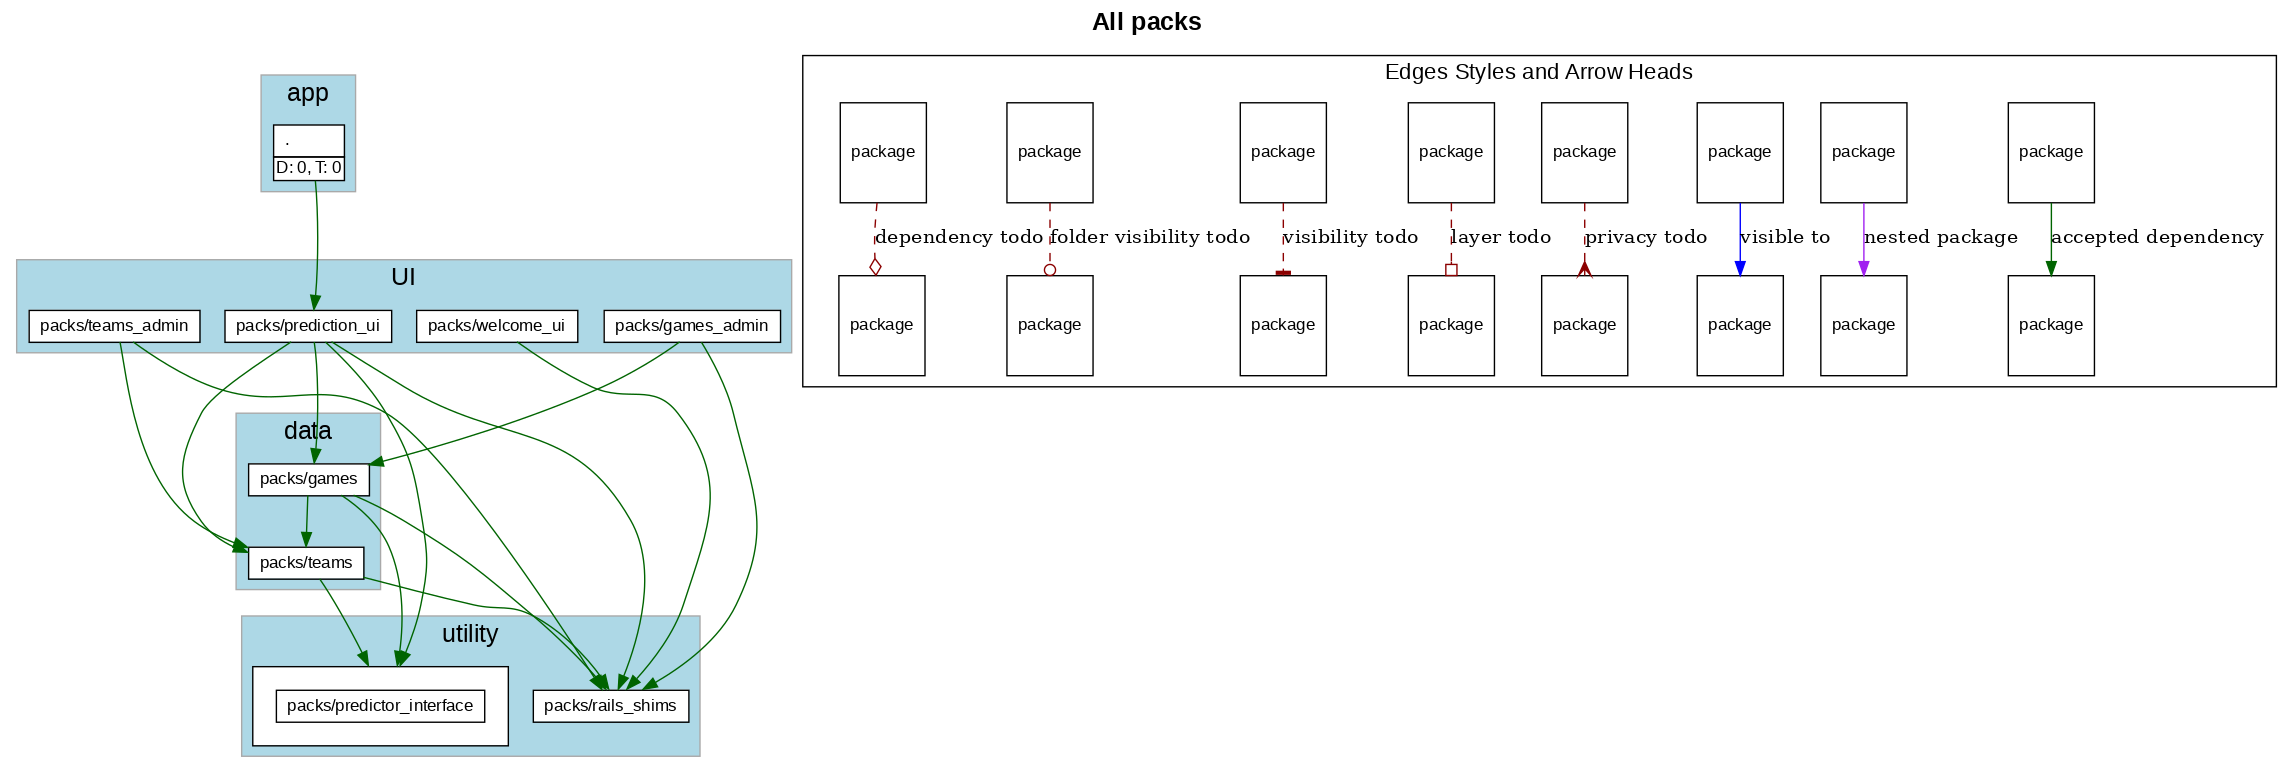 All packs
app
.
D: 0, T: 0
UI
packs/teams_admin
packs/prediction_ui
packs/welcome_ui
packs/games_admin
data
packs/games
packs/teams
utility
packs/predictor_interface
packs/rails_shims
Edges Styles and Arrow Heads
package
package
package
package
package
package
package
package
dependency todo
folder visibility todo
visibility todo
layer todo
privacy todo
visible to
nested package
accepted dependency
package
package
package
package
package
package
package
package